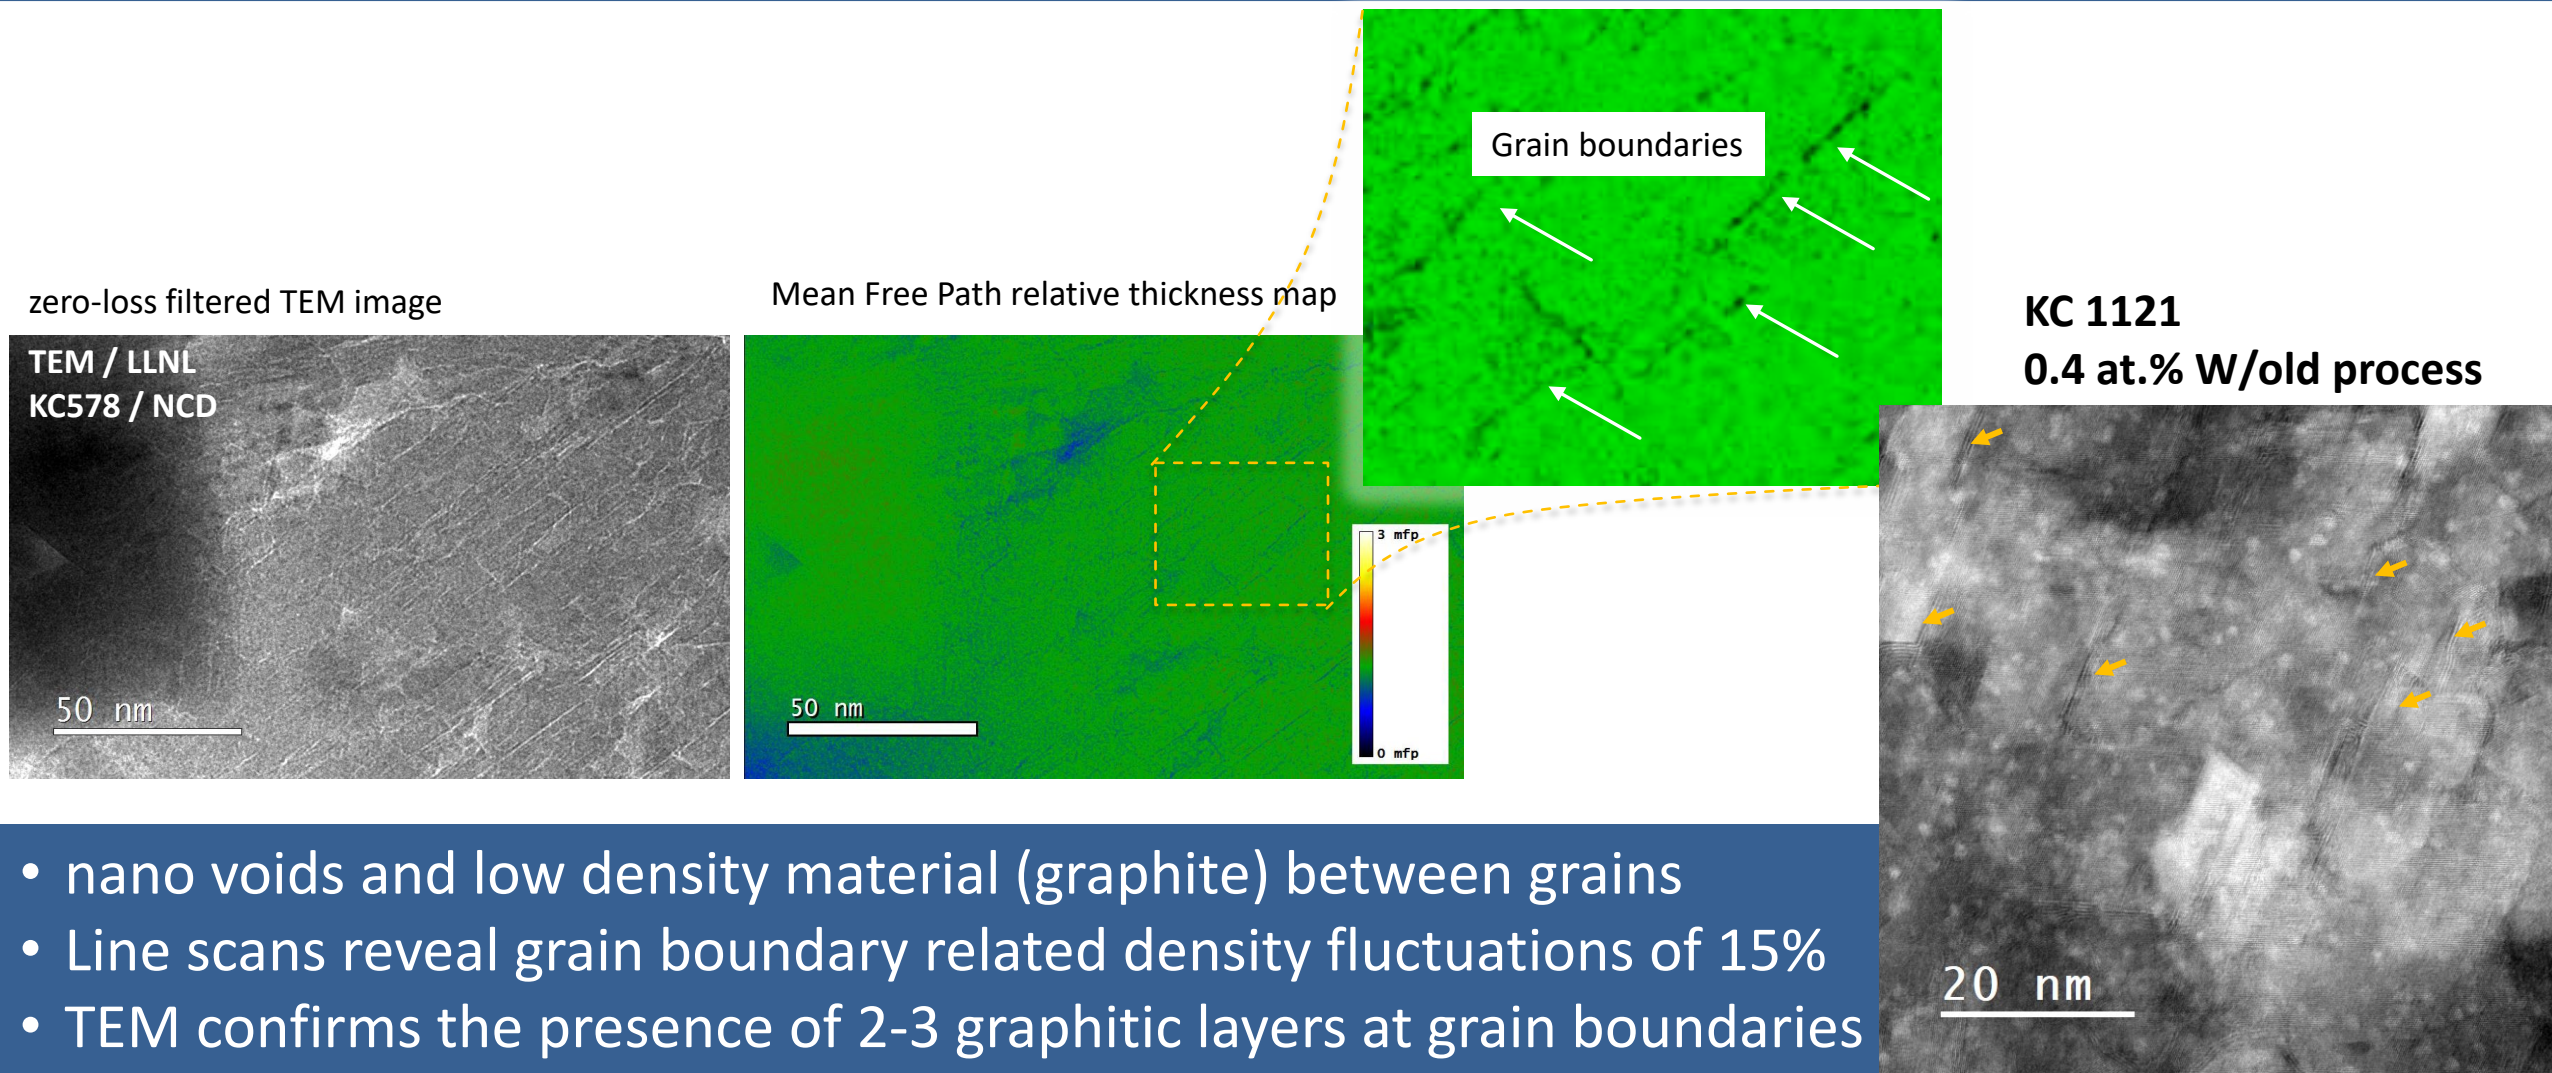 Grain boundaries
zero-loss filtered TEM image
Mean Free Path relative thickness map
KC 1121
0.4 at.% W/old process
TEM / LLNL
KC578 / NCD
50 nm
50 nm
3 mfp
0 mfp
20 nm
• nano voids and low density material (graphite) between grains
• Line scans reveal grain boundary related density fluctuations of 15%
• TEM confirms the presence of 2-3 graphitic layers at grain boundaries